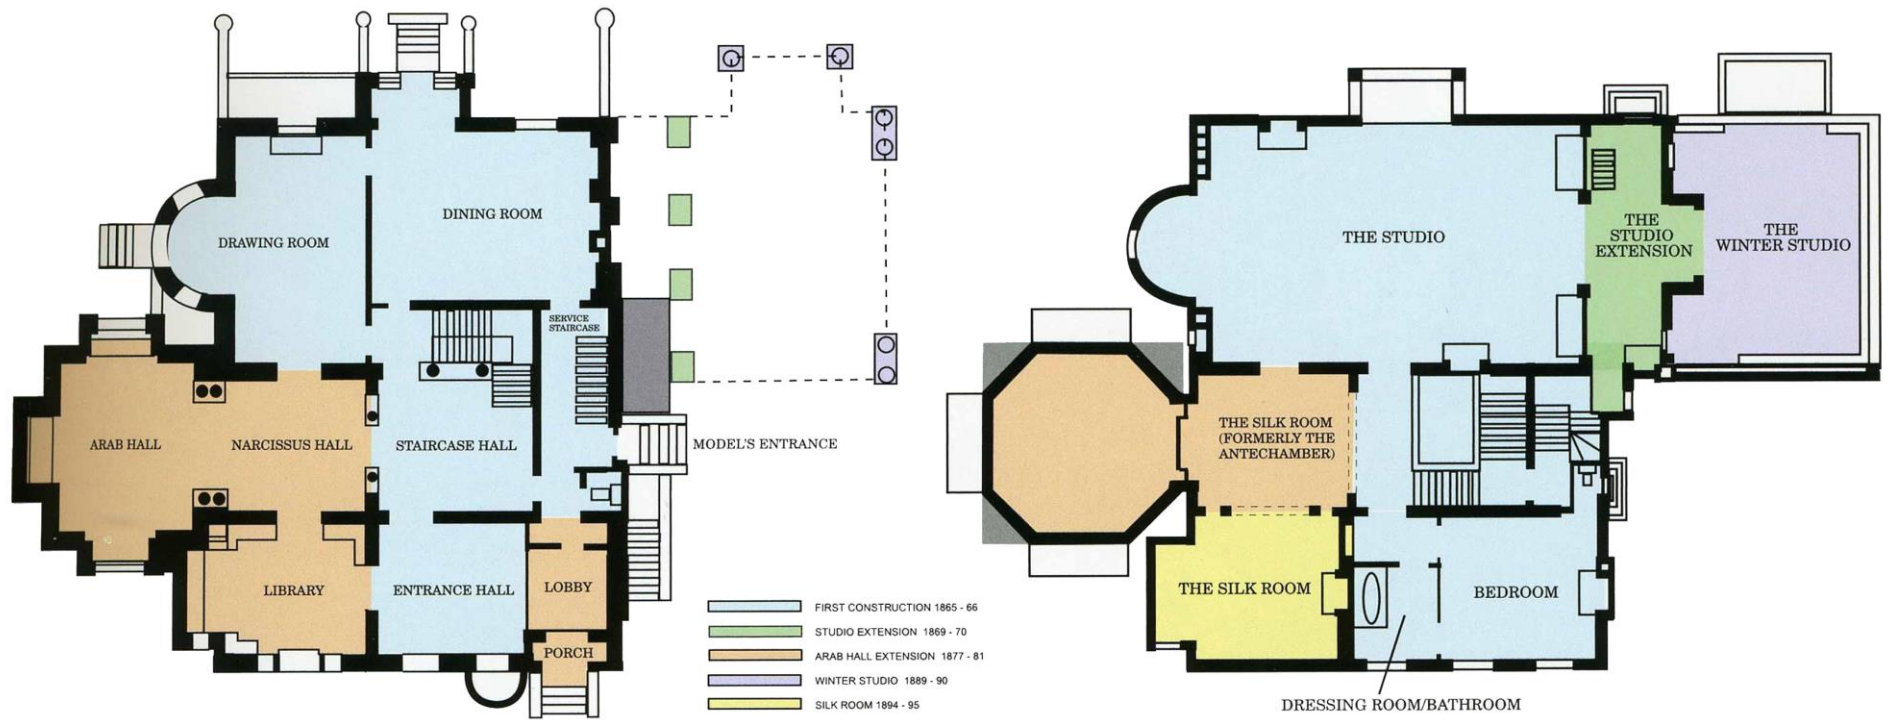 DINING ROOM
DRAWING ROOM
SERVICE
STAIRCASE
ARAB HALL
NARCISSUS HALL
STAIRCASE HALL
MODEL'S ENTRANCE
LIBRARY
ENTRANCE HALL
LOBBY
PORCH
FIRST CONSTRUCTION 1865 - 66
STUDIO EXTENSION 1869 - 70
ARAB HALL EXTENSION 1877 - 81
WINTER STUDIO 1889 - 90
SILK ROOM 1894 - 95
THE STUDIO
THE
STUDIO
EXTENSION
THE
WINTER STUDIO
THE SILK ROOM
(FORMERLY THE
ANTECHAMBER)
THE SILK ROOM
BEDROOM
DRESSING ROOM/BATHROOM